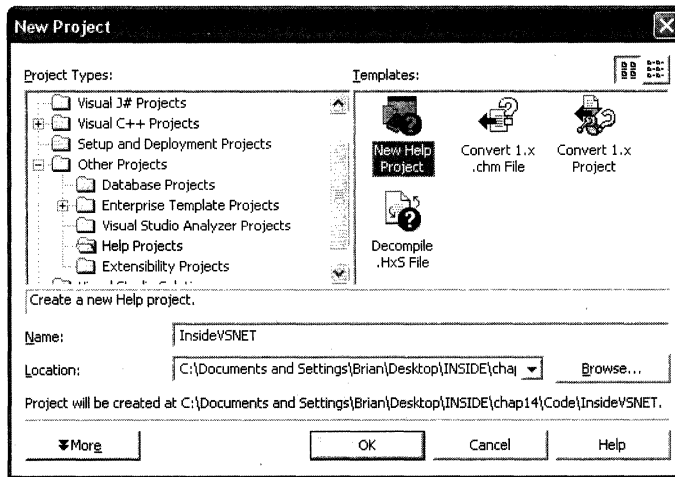 New Project
Project Types:
Templates:
Visual J# Projects
Visual C++ Projects
Setup and Deployment Projects
Other Projects
Database Projects
Enterprise Template Projects
Visual Studio Analyzer Projects
Help Projects
Extensibility Projects
New Help Project
Convert 1.x .chm File
Convert 1.x Project
Decompile .HxS File
Create a new Help project.
Name:
InsideVSNET
Location:
C:\Documents and Settings\Brian\Desktop\INSIDE\chap
Browse...
Project will be created at C:\Documents and Settings\Brian\Desktop\INSIDE\chap14\Code\InsideVSNET.
More
OK
Cancel
Help